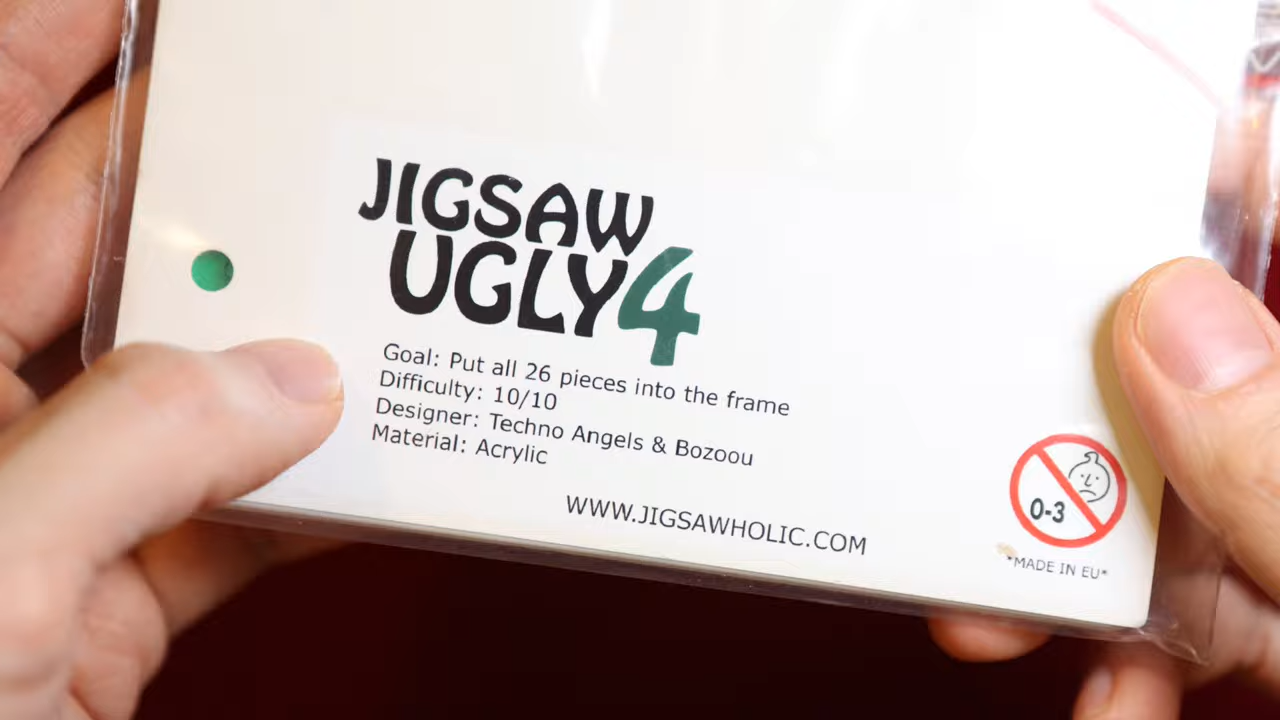 JIGSAW
UGLY4
Goal: Put all 26 pieces into the frame
Difficulty: 10/10
Designer: Techno Angels & Bozoou
Material: Acrylic
WWW.JIGSAWHOLIC.COM
0-3
*MADE IN EU*